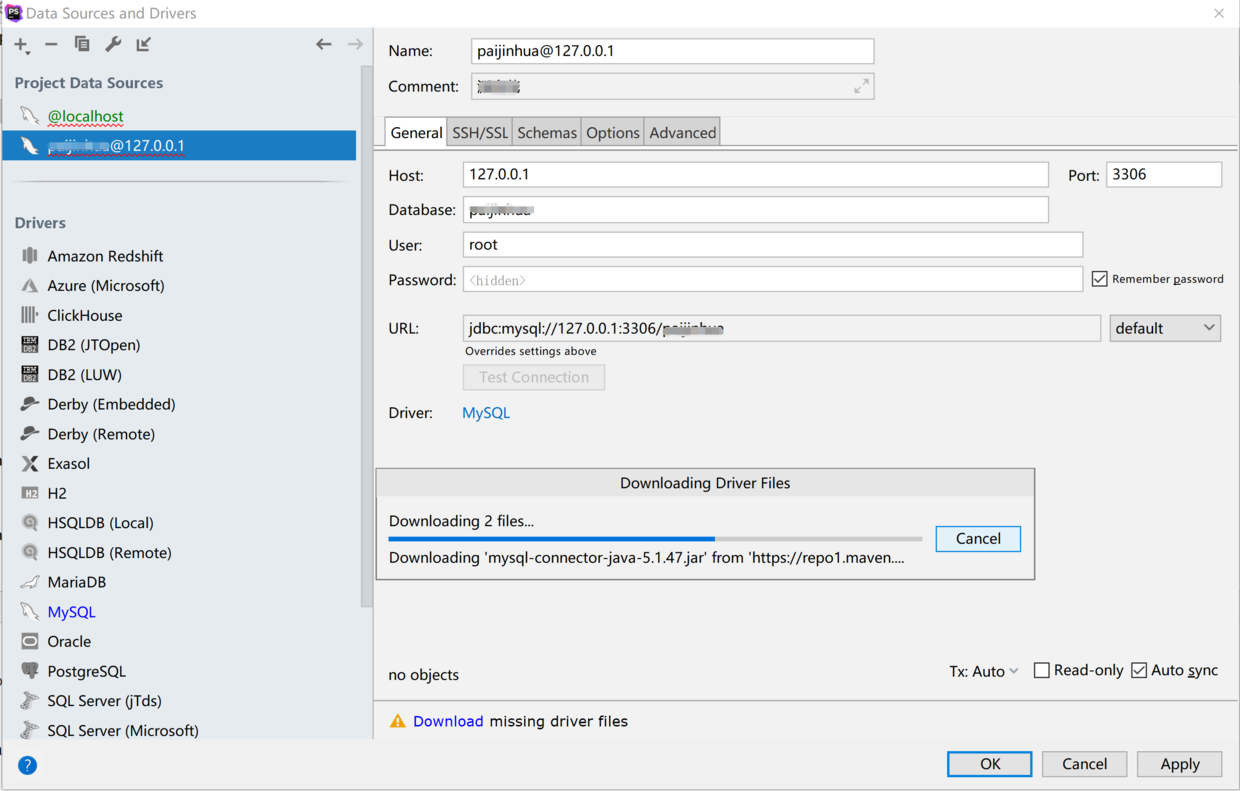 PS Data Sources and Drivers
Project Data Sources
@localhost
@127.0.0.1
Drivers
Amazon Redshift
Azure (Microsoft)
ClickHouse
DB2 (JTOpen)
DB2 (LUW)
Derby (Embedded)
Derby (Remote)
Exasol
H2
HSQLDB (Local)
HSQLDB (Remote)
MariaDB
MySQL
Oracle
PostgreSQL
SQL Server (jTds)
SQL Server (Microsoft)
Name: paijinhua@127.0.0.1
Comment:
General SSH/SSL Schemas Options Advanced
Host: 127.0.0.1 Port: 3306
Database:
User: root
Password: <hidden> Remember password
URL: jdbc:mysql://127.0.0.1:3306/ default
Overrides settings above
Test Connection
Driver: MySQL
Downloading Driver Files
Downloading 2 files...
Cancel
Downloading 'mysql-connector-java-5.1.47.jar' from 'https://repo1.maven....
no objects Tx: Auto Read-only Auto sync
Download missing driver files
? OK Cancel Apply